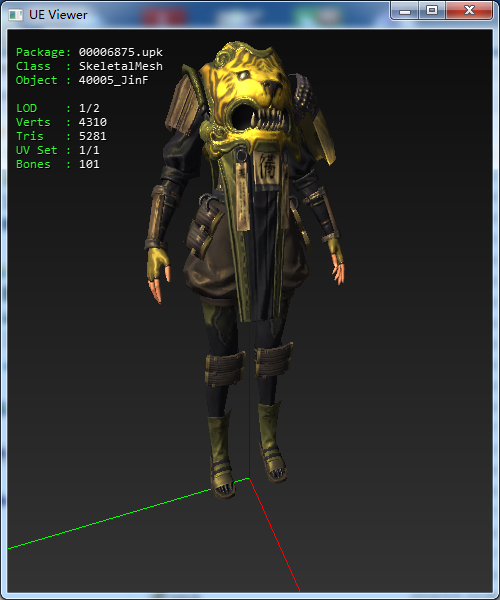 UE Viewer
Package: 00006875.upk
Class : SkeletalMesh
Object : 40005_JinF
LOD : 1/2
Verts : 4310
Tris : 5281
UV Set : 1/1
Bones : 101